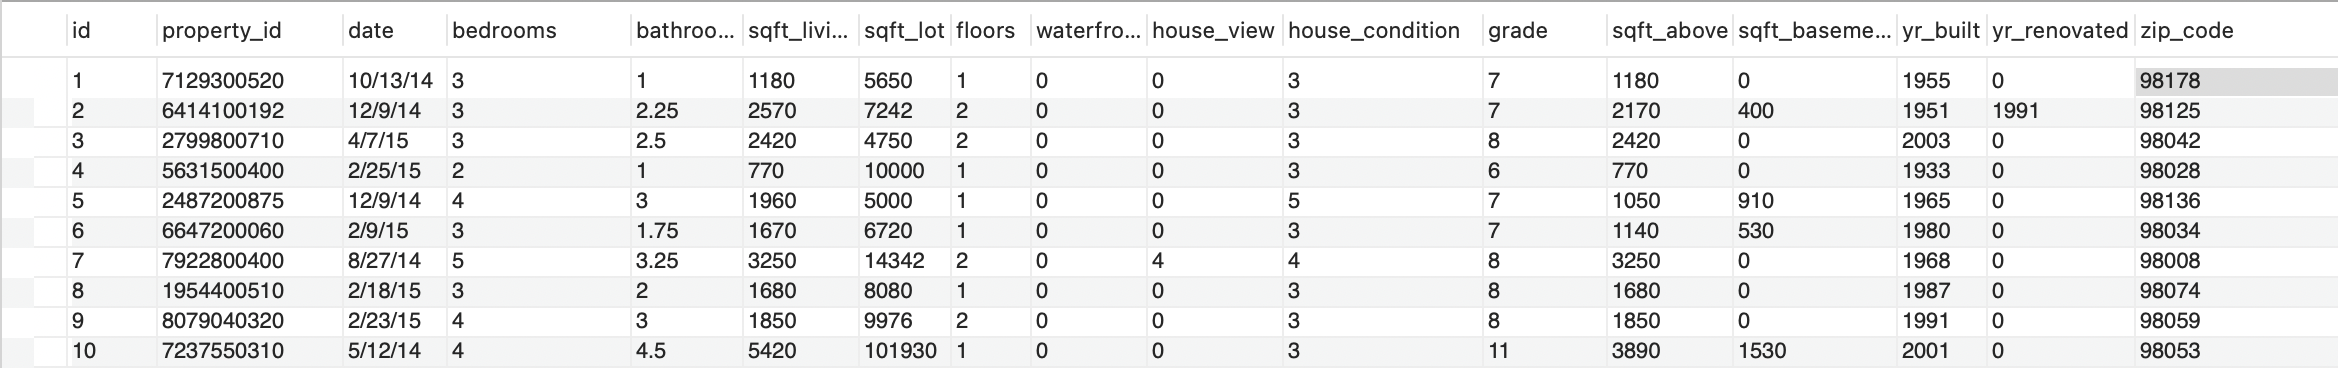 id property_id date bedrooms bathroo... sqft_livi... sqft_lot floors waterfro... house_view house_condition grade sqft_above sqft_baseme... yr_built yr_renovated zip_code
1 7129300520 10/13/14 3 1 1180 5650 1 0 0 3 7 1180 0 1955 0 98178
2 6414100192 12/9/14 3 2.25 2570 7242 2 0 0 3 7 2170 400 1951 1991 98125
3 2799800710 4/7/15 3 2.5 2420 4750 2 0 0 3 8 2420 0 2003 0 98042
4 5631500400 2/25/15 2 1 770 10000 1 0 0 3 6 770 0 1933 0 98028
5 2487200875 12/9/14 4 3 1960 5000 1 0 0 5 7 1050 910 1965 0 98136
6 6647200060 2/9/15 3 1.75 1670 6720 1 0 0 3 7 1140 530 1980 0 98034
7 7922800400 8/27/14 5 3.25 3250 14342 2 0 4 4 8 3250 0 1968 0 98008
8 1954400510 2/18/15 3 2 1680 8080 1 0 0 3 8 1680 0 1987 0 98074
9 8079040320 2/23/15 4 3 1850 9976 2 0 0 3 8 1850 0 1991 0 98059
10 7237550310 5/12/14 4 4.5 5420 101930 1 0 0 3 11 3890 1530 2001 0 98053